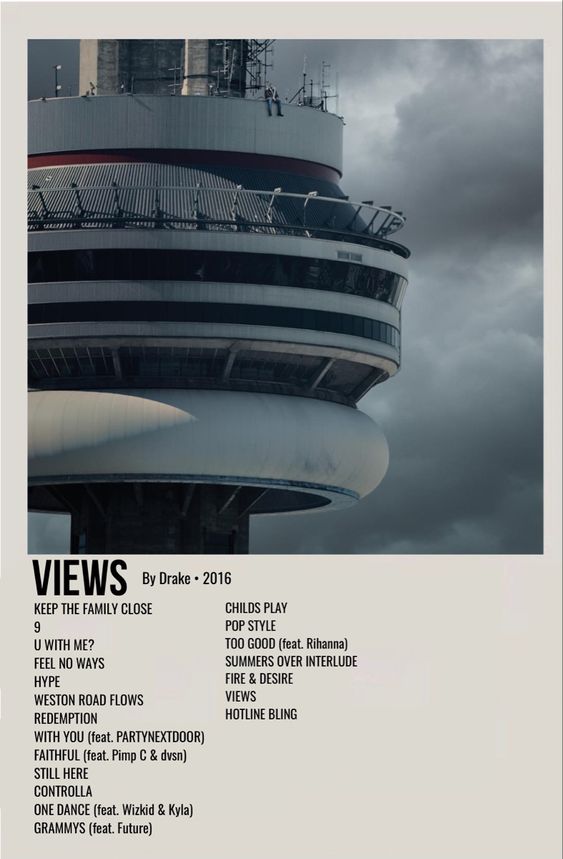 VIEWS By Drake • 2016
KEEP THE FAMILY CLOSE
9
U WITH ME?
FEEL NO WAYS
HYPE
WESTON ROAD FLOWS
REDEMPTION
WITH YOU (feat. PARTYNEXTDOOR)
FAITHFUL (feat. Pimp C & dvsn)
STILL HERE
CONTROLLA
ONE DANCE (feat. Wizkid & Kyla)
GRAMMYS (feat. Future)
CHILDS PLAY
POP STYLE
TOO GOOD (feat. Rihanna)
SUMMERS OVER INTERLUDE
FIRE & DESIRE
VIEWS
HOTLINE BLING